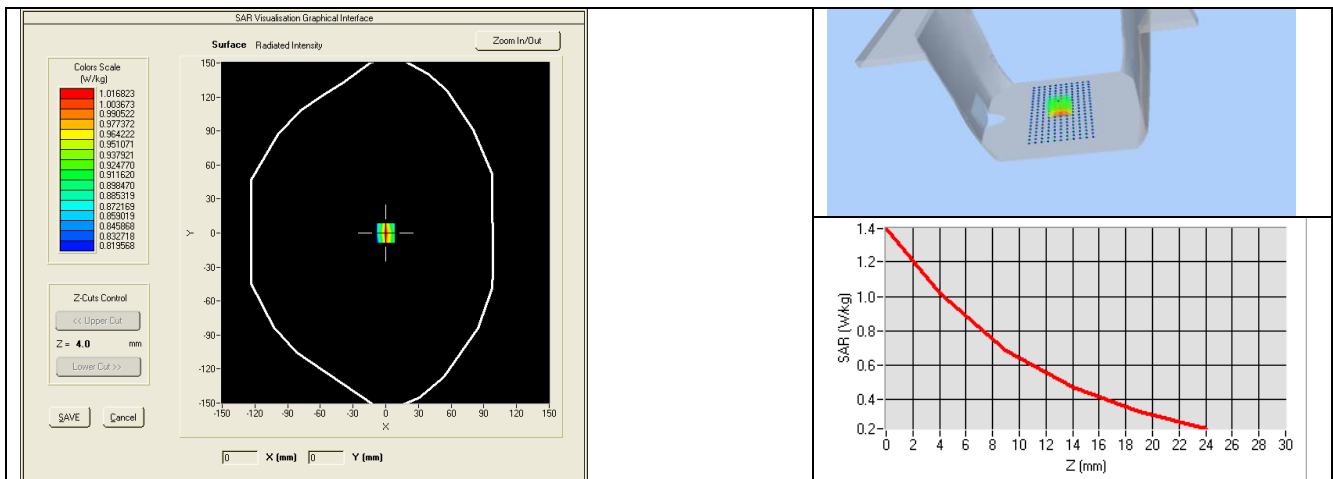 SAR Visualisation Graphical Interface
Surface Radiated Intensity
Zoom In/Out
Colors Scale
(W/kg)
1.016823
1.003673
0.990522
0.977372
0.964222
0.951071
0.937921
0.924770
0.911620
0.898470
0.885319
0.872169
0.859019
0.845868
0.832718
0.819568
Z-Cuts Control
<< Upper Cut
Z = 4.0 mm
Lower Cut >>
SAVE Cancel
150
120
90
60
30
0
-30
-60
-90
-120
-150
Y
-150 -120 -90 -60 -30 0 30 60 90 120 150
X
0 X (mm) 0 Y (mm)
1.4
1.2
1.0
0.8
0.6
0.4
0.2
SAR (W/kg)
0 2 4 6 8 10 12 14 16 18 20 22 24 26 28 30
Z (mm)